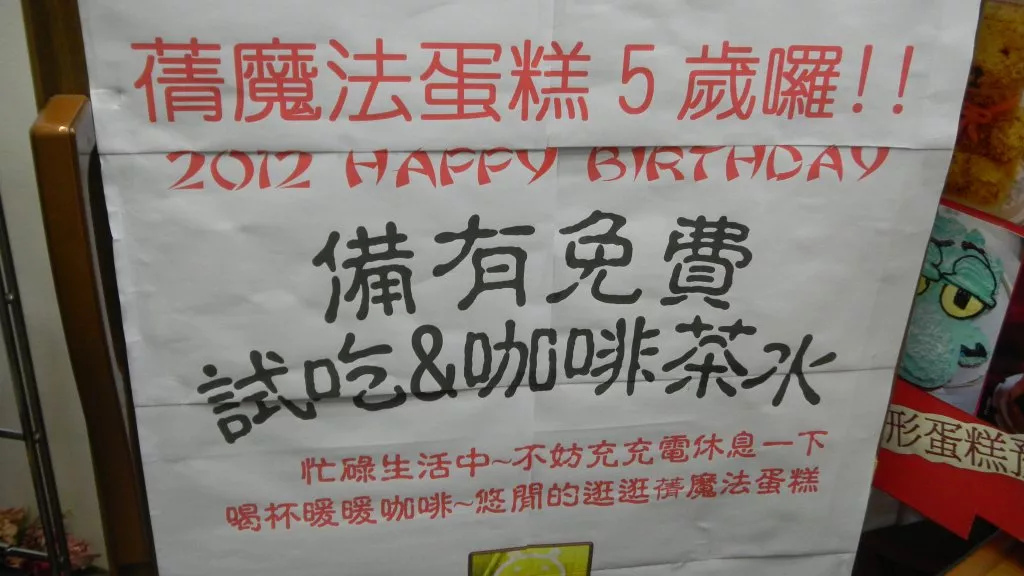 蒨魔法蛋糕5歲囉!!
2012 HAPPY BIRTHDAY
備有免費
試吃&咖啡茶水
忙碌生活中~不妨充充電休息一下
喝杯暖暖咖啡~悠閒的逛逛蒨魔法蛋糕
形蛋糕預